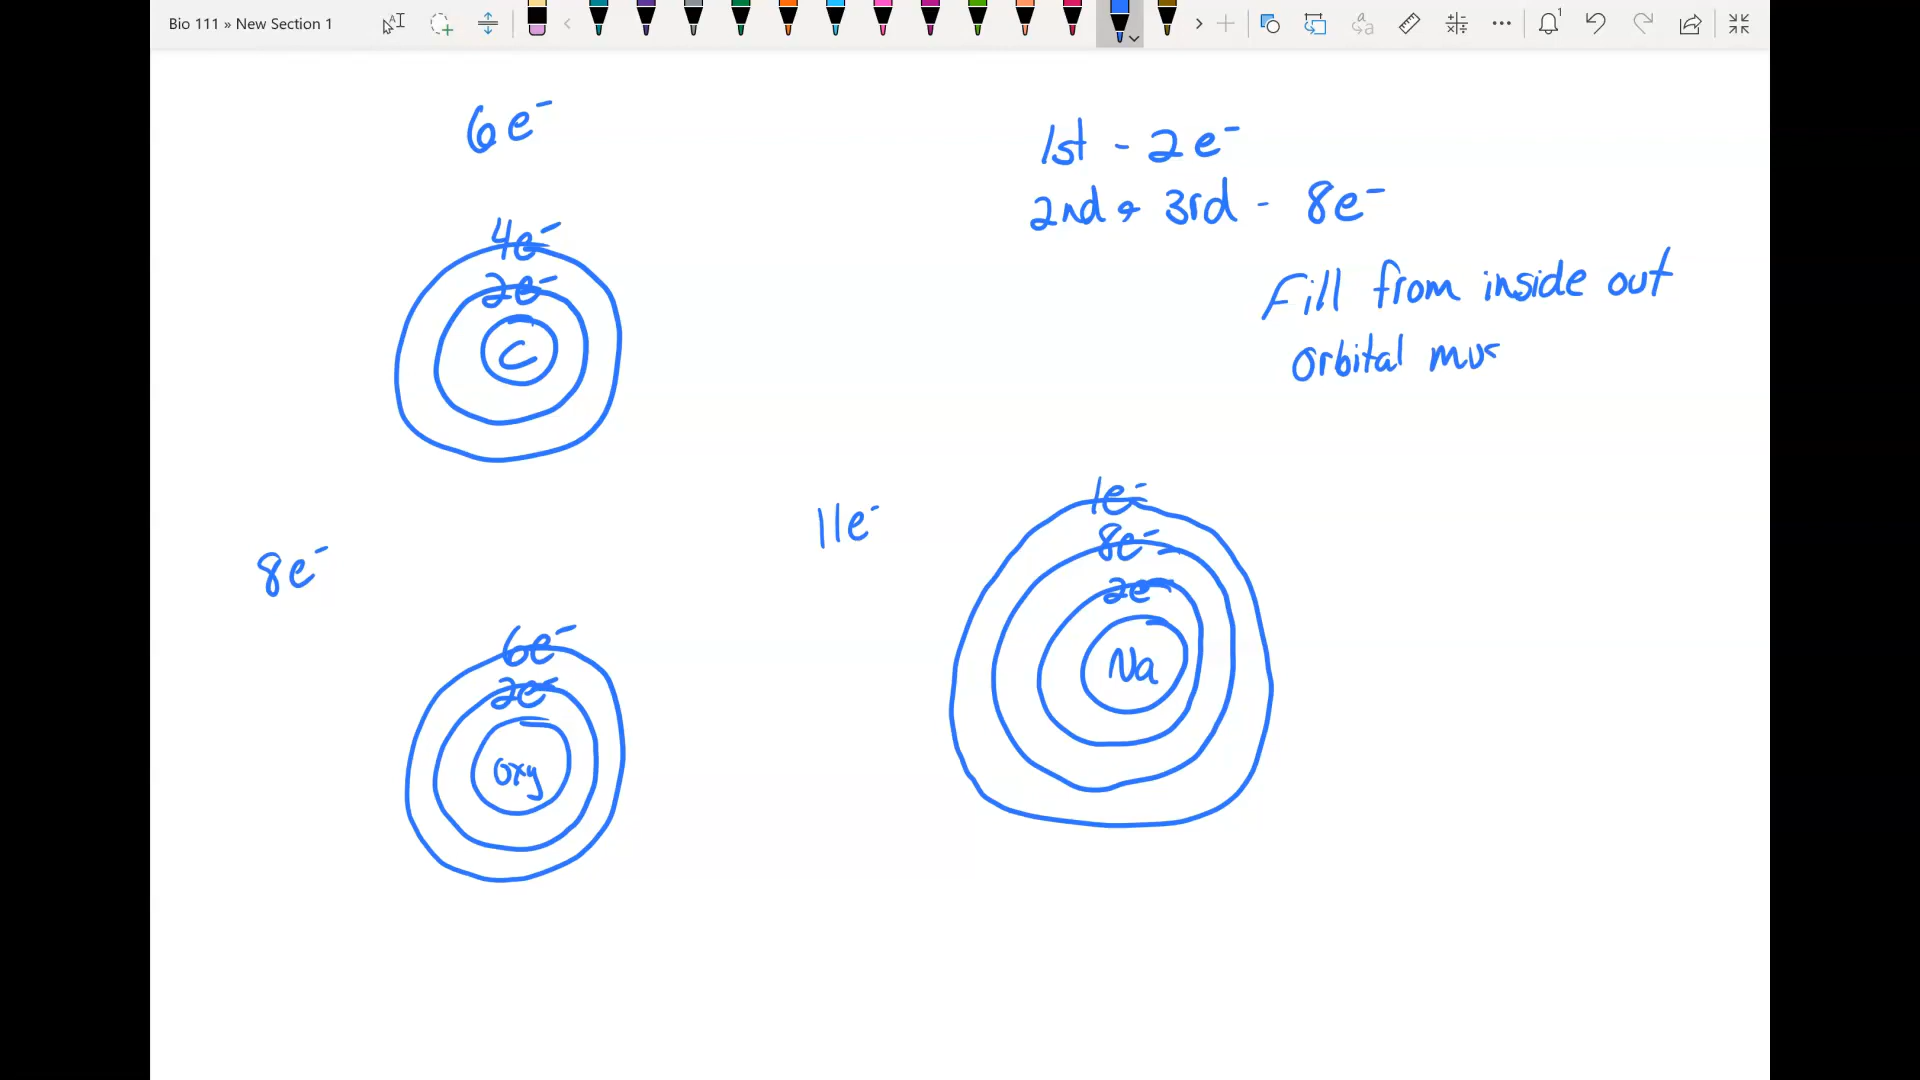 Bio 111 » New Section 1
6e⁻
1st - 2e⁻
2nd & 3rd - 8e⁻
Fill from inside out
orbital mus
4e⁻
2e⁻
C
11e⁻
1e⁻
8e⁻
2e⁻
Na
8e⁻
6e⁻
2e⁻
oxy